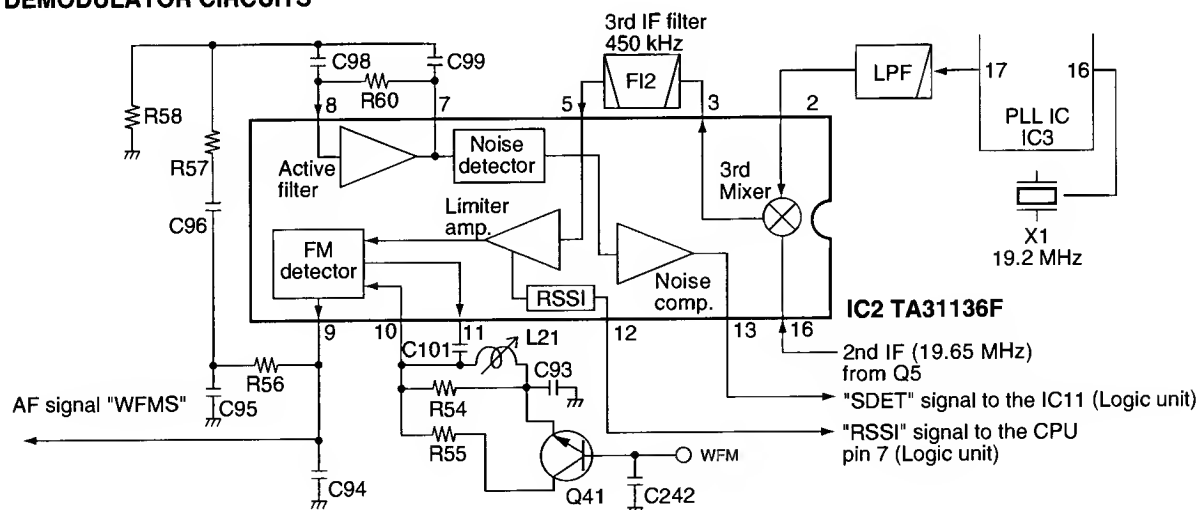 DEMODULATOR CIRCUITS
3rd IF filter
450 kHz
C98
C99
R60
FI2
LPF
17
16
PLL IC
IC3
8
7
5
3
2
R58
R57
C96
Active
filter
Noise
detector
3rd
Mixer
X1
19.2 MHz
Limiter
amp.
FM
detector
RSSI
Noise
comp.
IC2 TA31136F
9
10
11
12
13
16
C101
L21
2nd IF (19.65 MHz)
from Q5
R56
C95
R54
C93
R55
AF signal "WFMS"
"SDET" signal to the IC11 (Logic unit)
"RSSI" signal to the CPU
pin 7 (Logic unit)
WFM
C94
Q41
C242